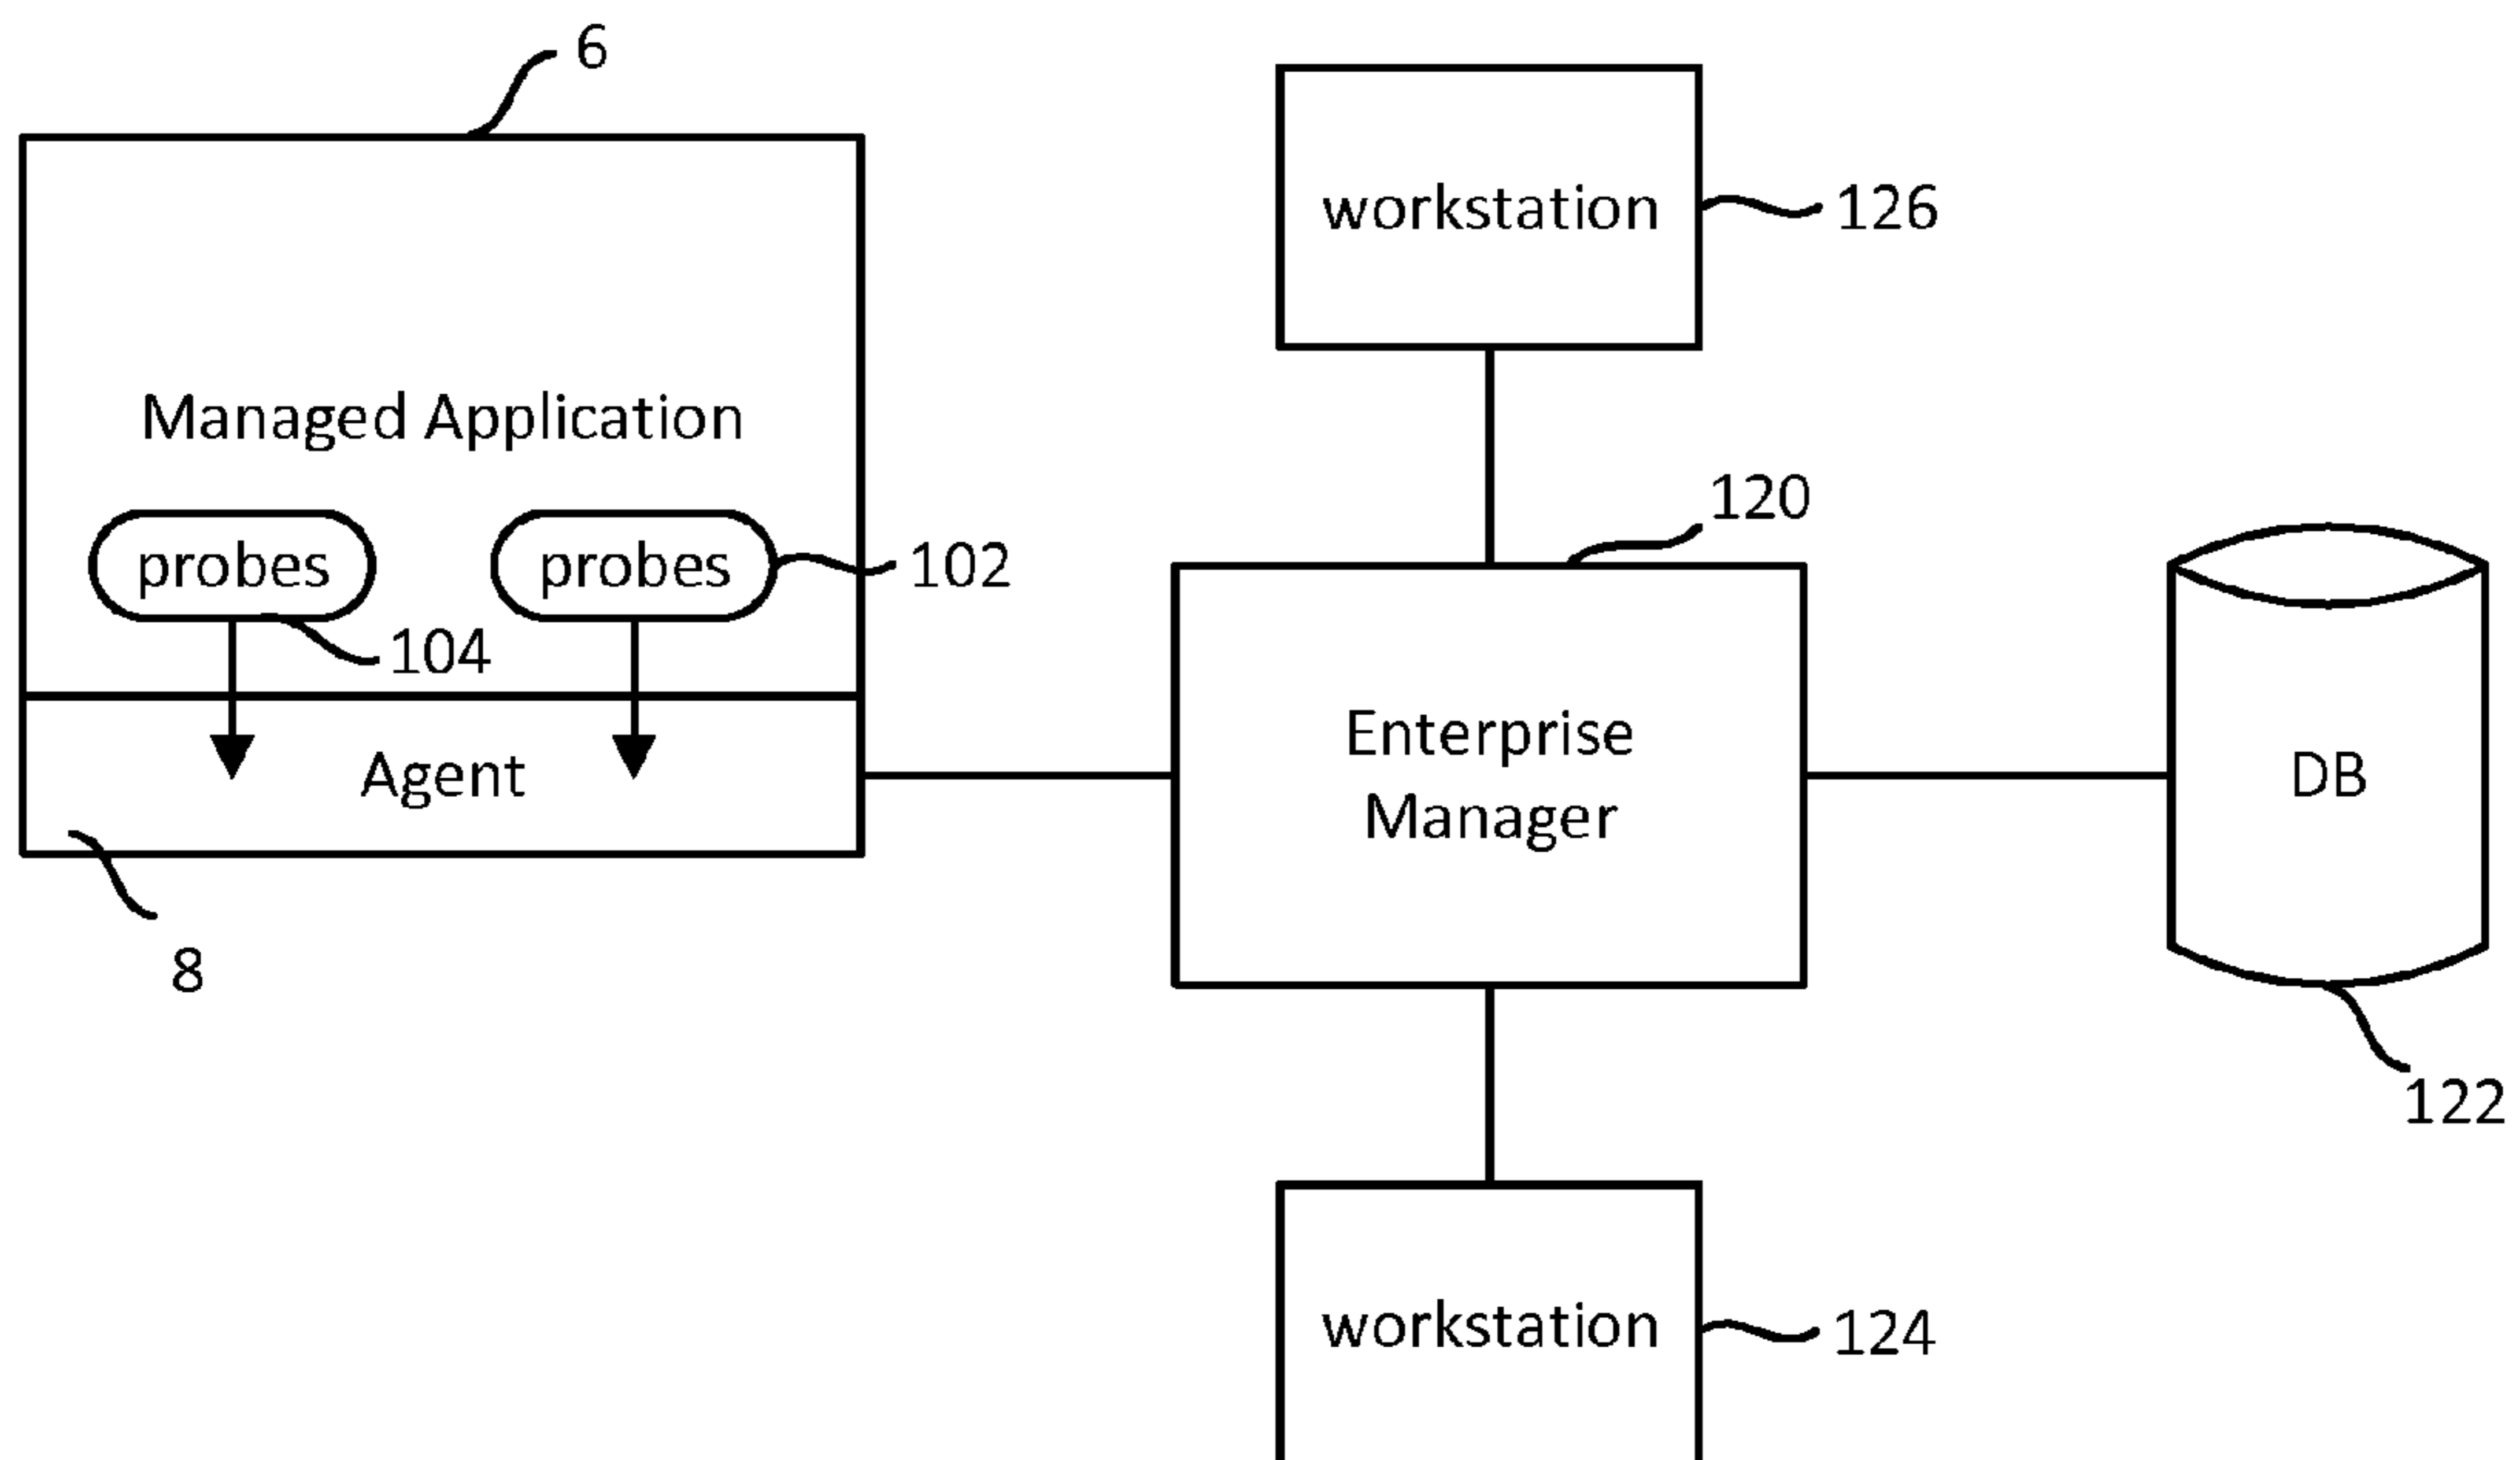 6
workstation
126
Managed Application
120
probes
probes
102
104
Enterprise
Manager
DB
Agent
8
122
workstation
124